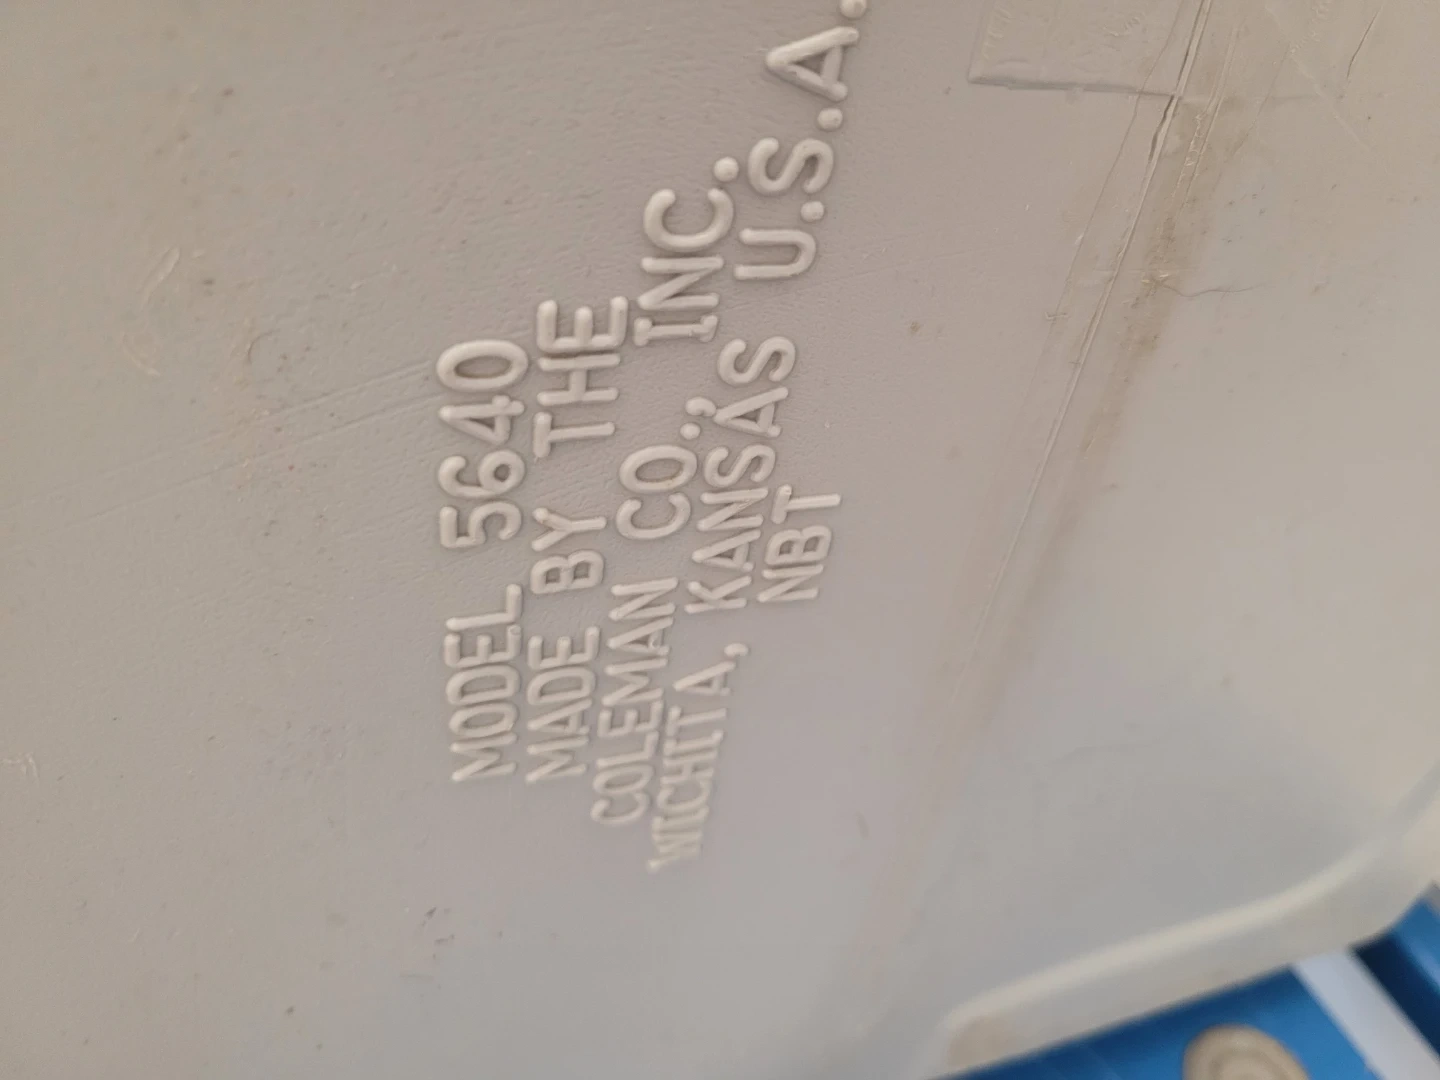 MODEL 5640
MADE BY THE
COLEMAN CO., INC.
WICHITA, KANSAS U.S.A.
NBT